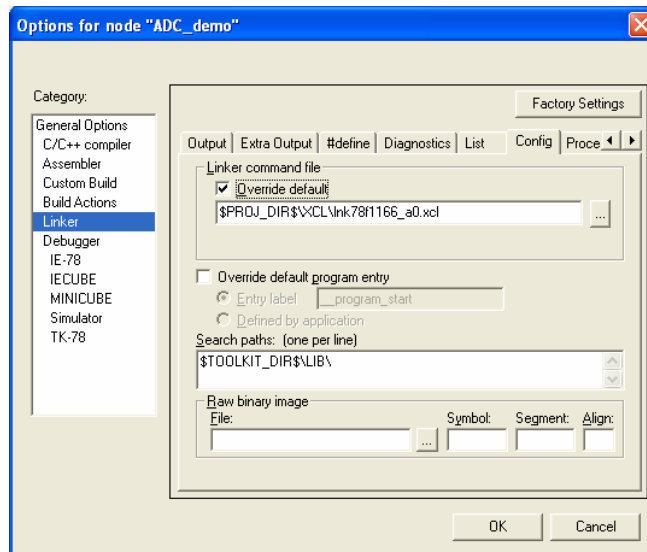 Options for node "ADC_demo"
Category:
Factory Settings
General Options
C/C++ compiler
Assembler
Custom Build
Build Actions
Linker
Debugger
IE-78
IECUBE
MINICUBE
Simulator
TK-78
Output
Extra Output
#define
Diagnostics
List
Config
Proce
Linker command file
Override default
$PROJ_DIR$\XCL\lnk78f1166_a0.xcl
...
Override default program entry
Entry label
__program_start
Defined by application
Search paths: (one per line)
$TOOLKIT_DIR$\LIB\
Raw binary image
File:
Symbol:
Segment:
Align:
...
OK
Cancel